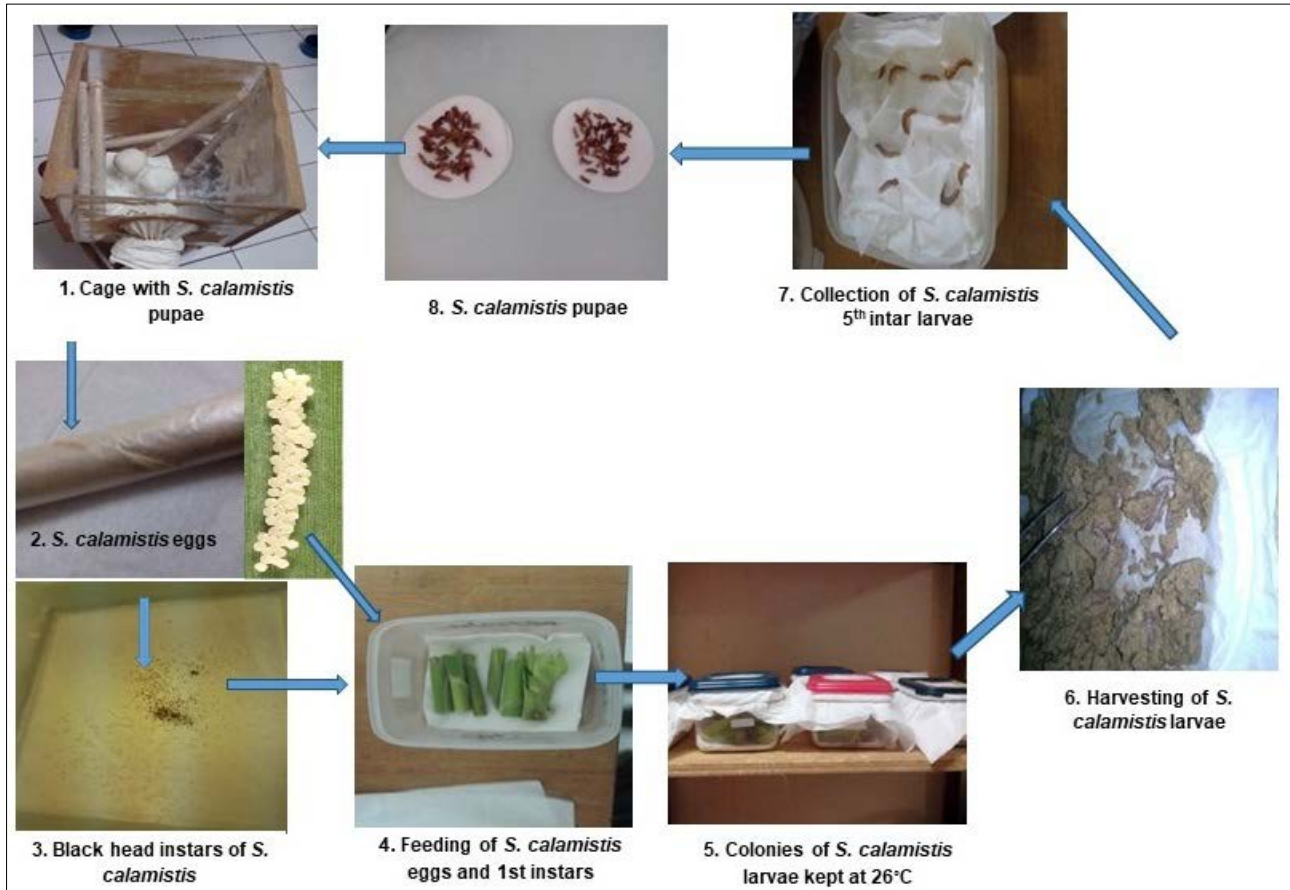 1. Cage with S. calamistis
pupae
8. S. calamistis pupae
7. Collection of S. calamistis
5th intar larvae
2. S. calamistis eggs
6. Harvesting of S.
calamistis larvae
3. Black head instars of S.
calamistis
4. Feeding of S. calamistis
eggs and 1st instars
5. Colonies of S. calamistis
larvae kept at 26°C